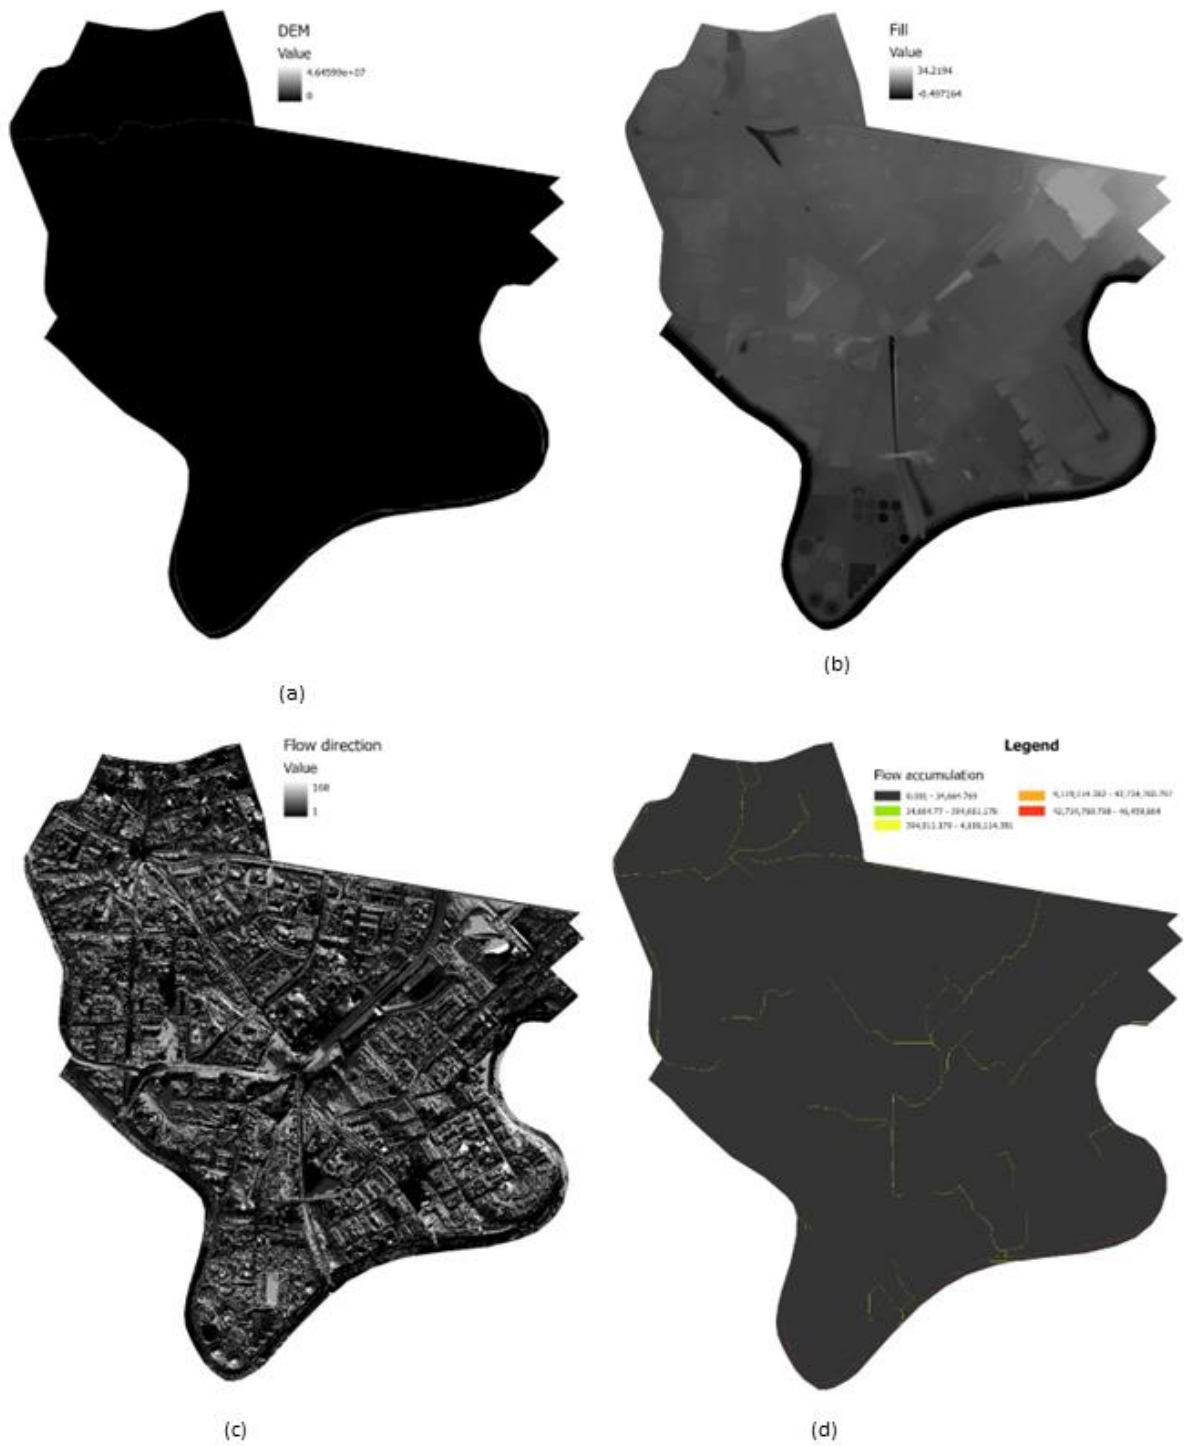 DEM
Value
4.64599e+07
0
Fill
Value
34.2194
-0.497164
(a)
(b)
Flow direction
Value
160
1
Legend
Flow accumulation
(c)
(d)